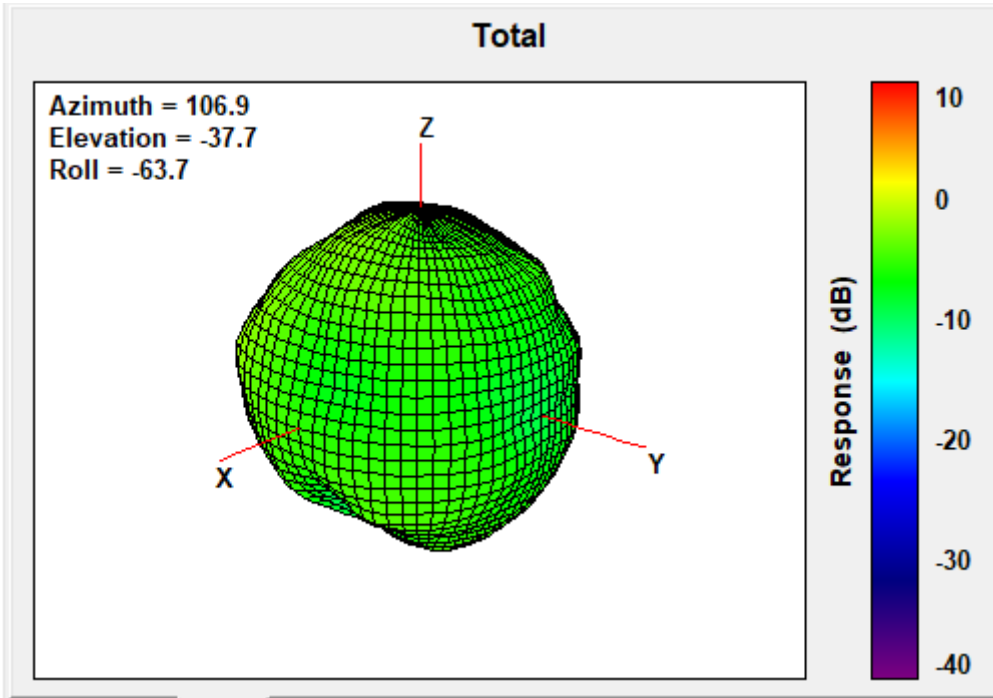 Total
Azimuth = 106.9
Elevation = -37.7
Roll = -63.7
Z
X
Y
Response (dB)
10
0
-10
-20
-30
-40